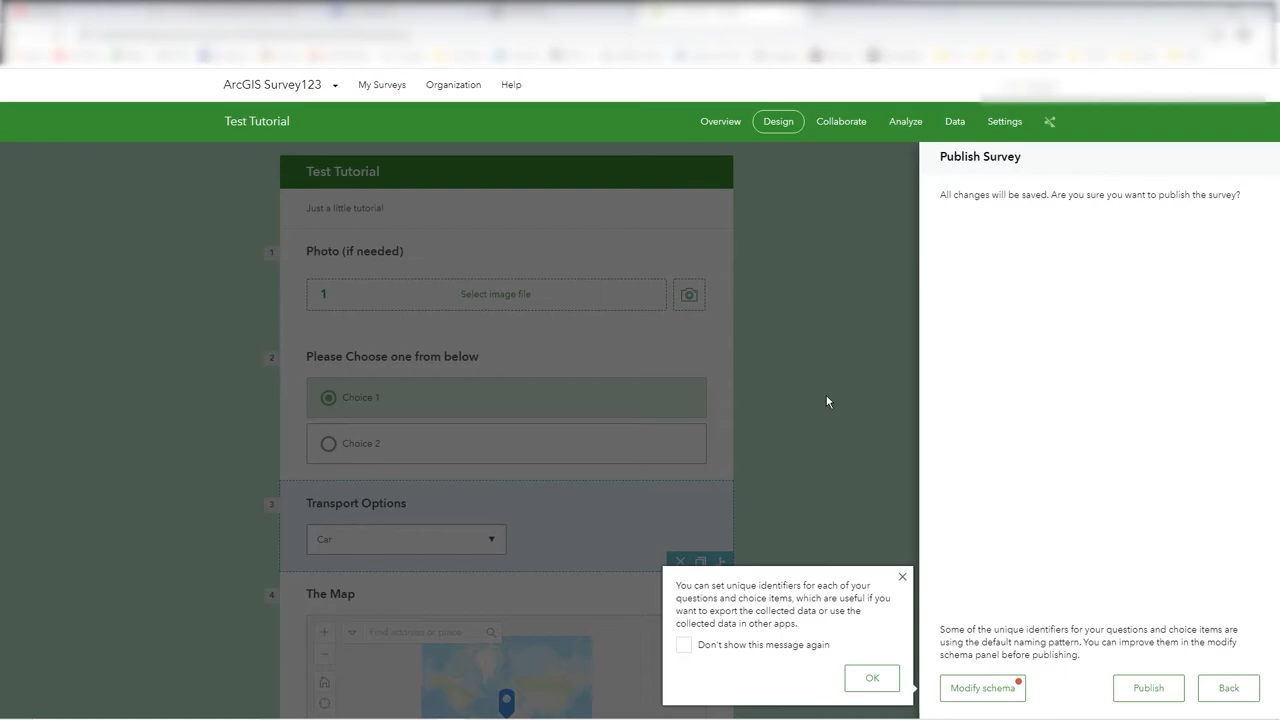 ArcGIS Survey123
My Surveys
Organization
Help
Test Tutorial
Overview
Design
Collaborate
Analyze
Data
Settings
Test Tutorial
Just a little tutorial
1
Photo (if needed)
1
Select image file
2
Please Choose one from below
Choice 1
Choice 2
3
Transport Options
Car
4
The Map
Find address or place
You can set unique identifiers for each of your
questions and choice items, which are useful if you
want to export the collected data or use the
collected data in other apps.
Don't show this message again
OK
Publish Survey
All changes will be saved. Are you sure you want to publish the survey?
Some of the unique identifiers for your questions and choice items are
using the default naming pattern. You can improve them in the modify
schema panel before publishing.
Modify schema
Publish
Back